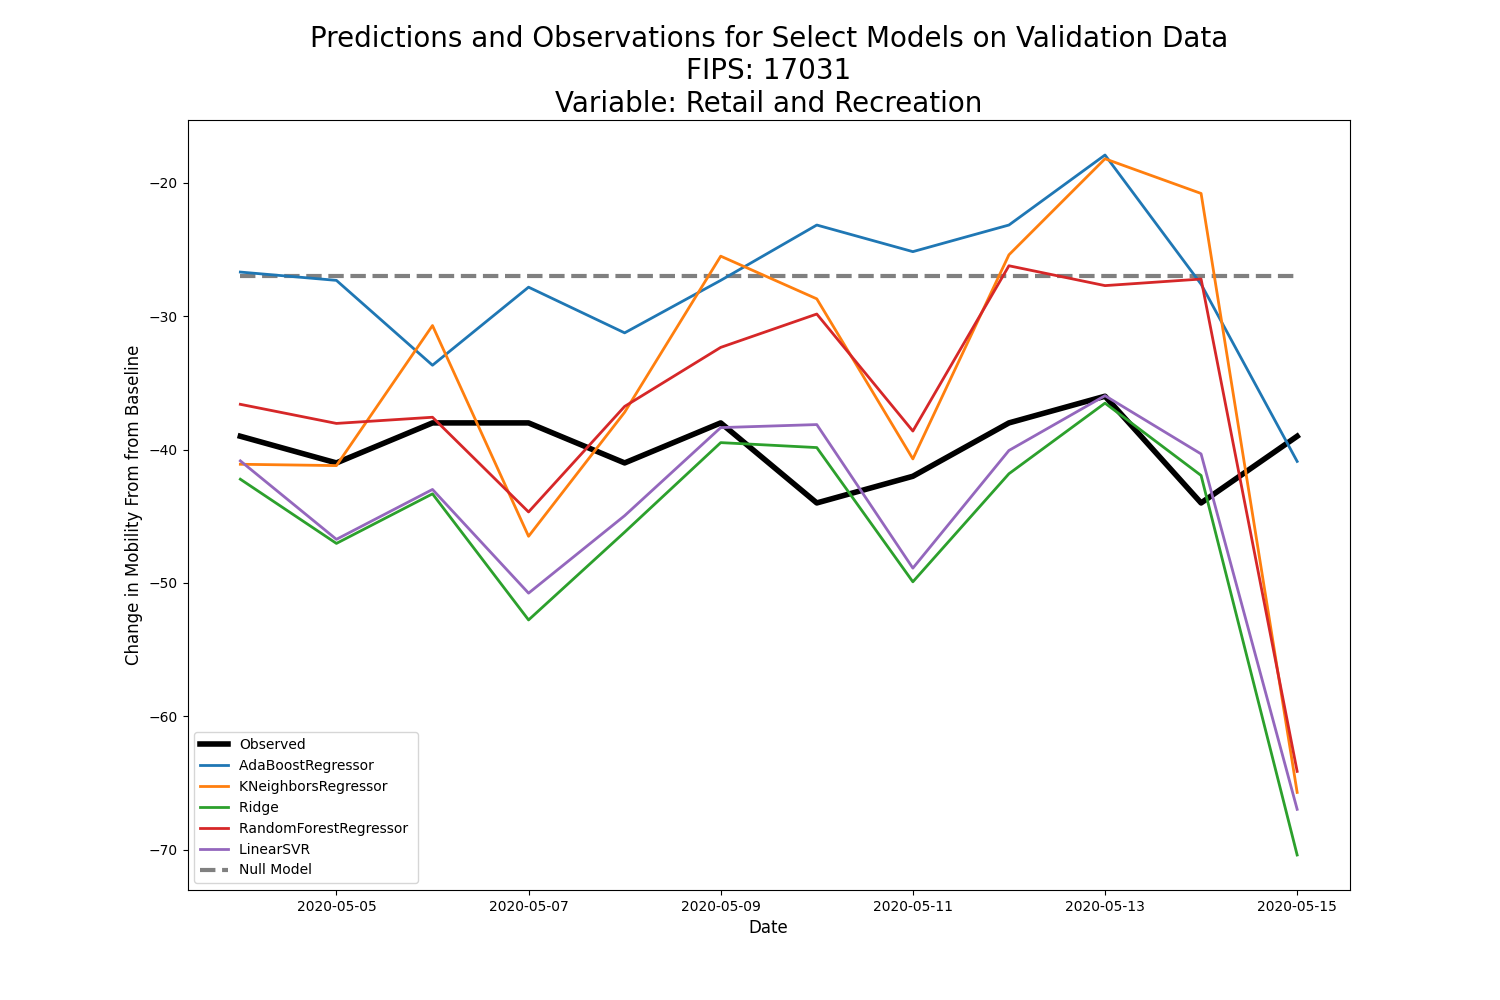 Predictions and Observations for Select Models on Validation Data
FIPS: 17031
Variable: Retail and Recreation
−20
−30
−40
−50
−60
−70
Change in Mobility From from Baseline
Observed
AdaBoostRegressor
KNeighborsRegressor
Ridge
RandomForestRegressor
LinearSVR
Null Model
2020-05-05
2020-05-07
2020-05-09
2020-05-11
2020-05-13
2020-05-15
Date